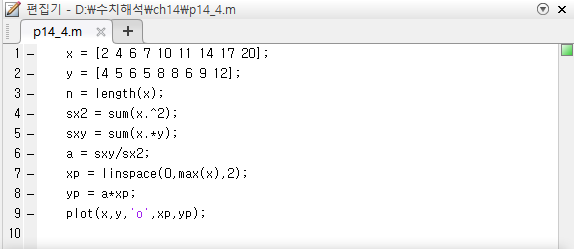 편집기 - D:₩수치해석₩ch14₩p14_4.m
p14_4.m
1 - x = [2 4 6 7 10 11 14 17 20];
2 - y = [4 5 6 5 8 8 6 9 12];
3 - n = length(x);
4 - sx2 = sum(x.^2);
5 - sxy = sum(x.*y);
6 - a = sxy/sx2;
7 - xp = linspace(0,max(x),2);
8 - yp = a*xp;
9 - plot(x,y,'o',xp,yp);
10